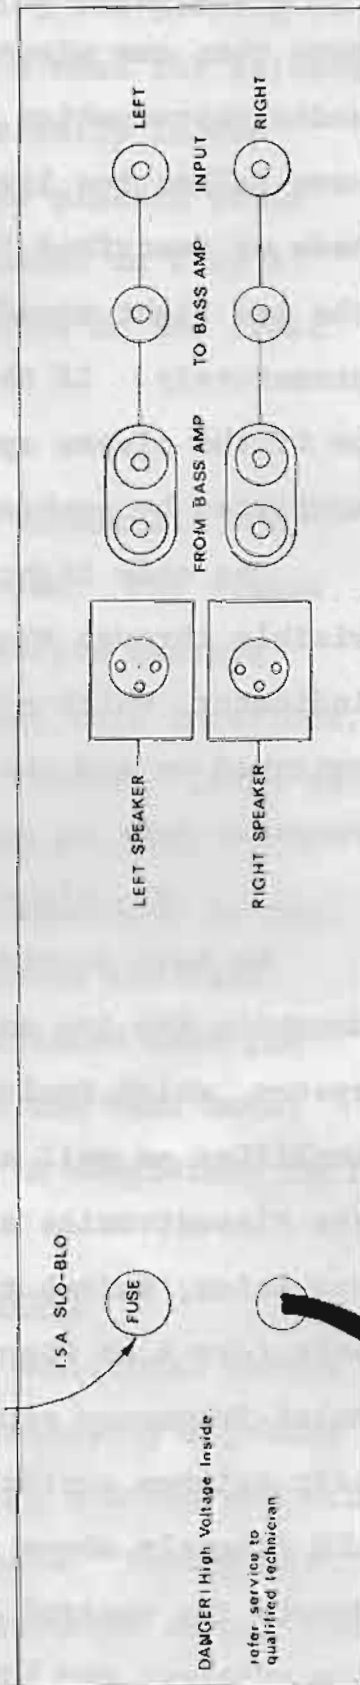 1.5A SLO-BLO
FUSE
DANGER! High Voltage Inside
refer service to
qualified technician
LEFT SPEAKER
RIGHT SPEAKER
FROM BASS AMP
TO BASS AMP
INPUT
LEFT
RIGHT